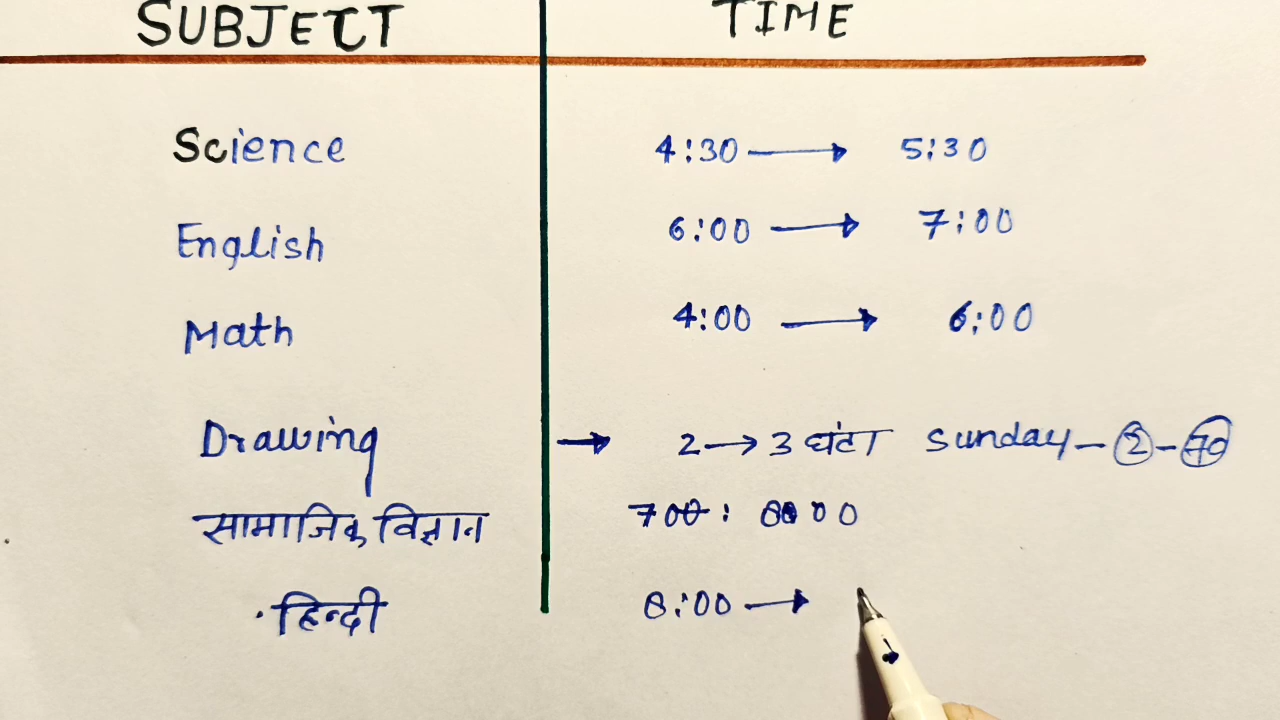 SUBJECT TIME
Science 4:30 → 5:30
English 6:00 → 7:00
Math 4:00 → 6:00
Drawing → 2 → 3 घंटा Sunday - 2 -
सामाजिक विज्ञान 700:
हिन्दी 8:00 →